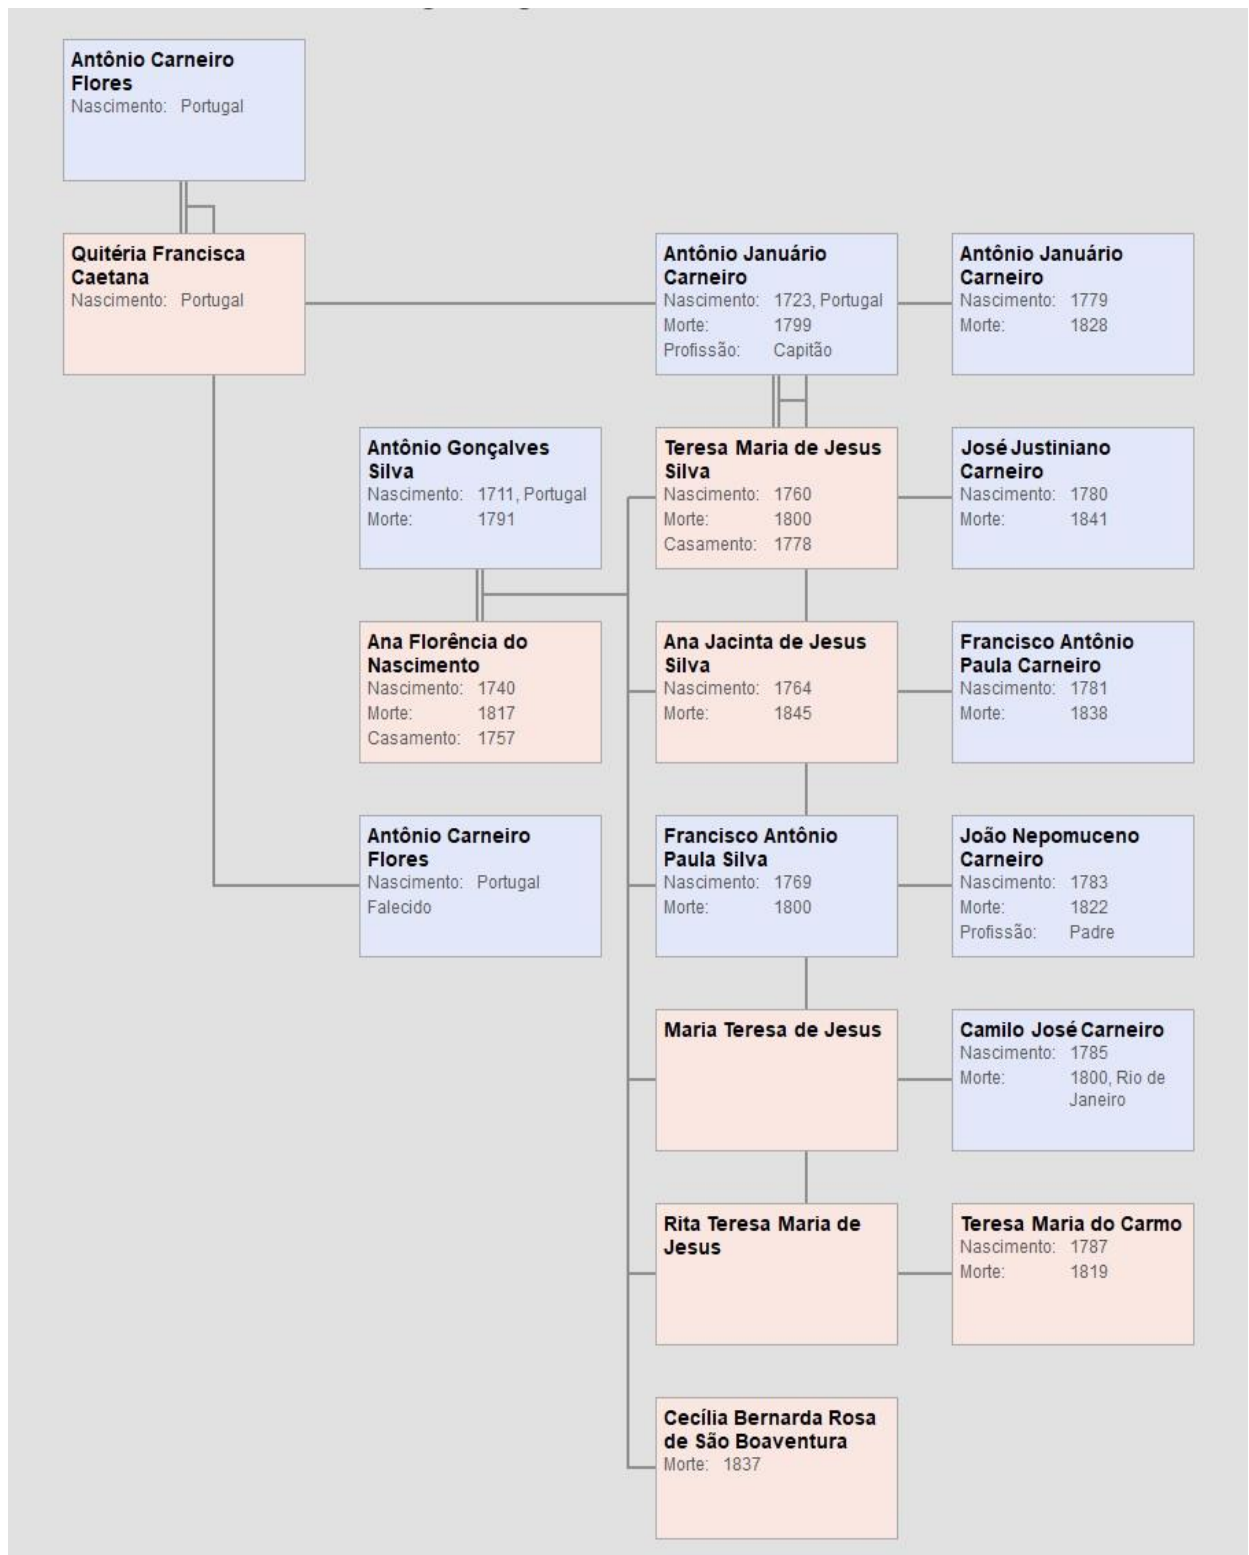 Antônio Carneiro
Flores
Nascimento: Portugal
Quitéria Francisca
Caetana
Nascimento: Portugal
Antônio Januário
Carneiro
Nascimento: 1723, Portugal
Morte: 1799
Profissão: Capitão
Antônio Januário
Carneiro
Nascimento: 1779
Morte: 1828
Antônio Gonçalves
Silva
Nascimento: 1711, Portugal
Morte: 1791
Teresa Maria de Jesus
Silva
Nascimento: 1760
Morte: 1800
Casamento: 1778
José Justiniano
Carneiro
Nascimento: 1780
Morte: 1841
Ana Florência do
Nascimento
Nascimento: 1740
Morte: 1817
Casamento: 1757
Ana Jacinta de Jesus
Silva
Nascimento: 1764
Morte: 1845
Francisco Antônio
Paula Carneiro
Nascimento: 1781
Morte: 1838
Antônio Carneiro
Flores
Nascimento: Portugal
Falecido
Francisco Antônio
Paula Silva
Nascimento: 1769
Morte: 1800
João Nepomuceno
Carneiro
Nascimento: 1783
Morte: 1822
Profissão: Padre
Maria Teresa de Jesus
Camilo José Carneiro
Nascimento: 1785
Morte: 1800, Rio de
Janeiro
Rita Teresa Maria de
Jesus
Teresa Maria do Carmo
Nascimento: 1787
Morte: 1819
Cecília Bernarda Rosa
de São Boaventura
Morte: 1837